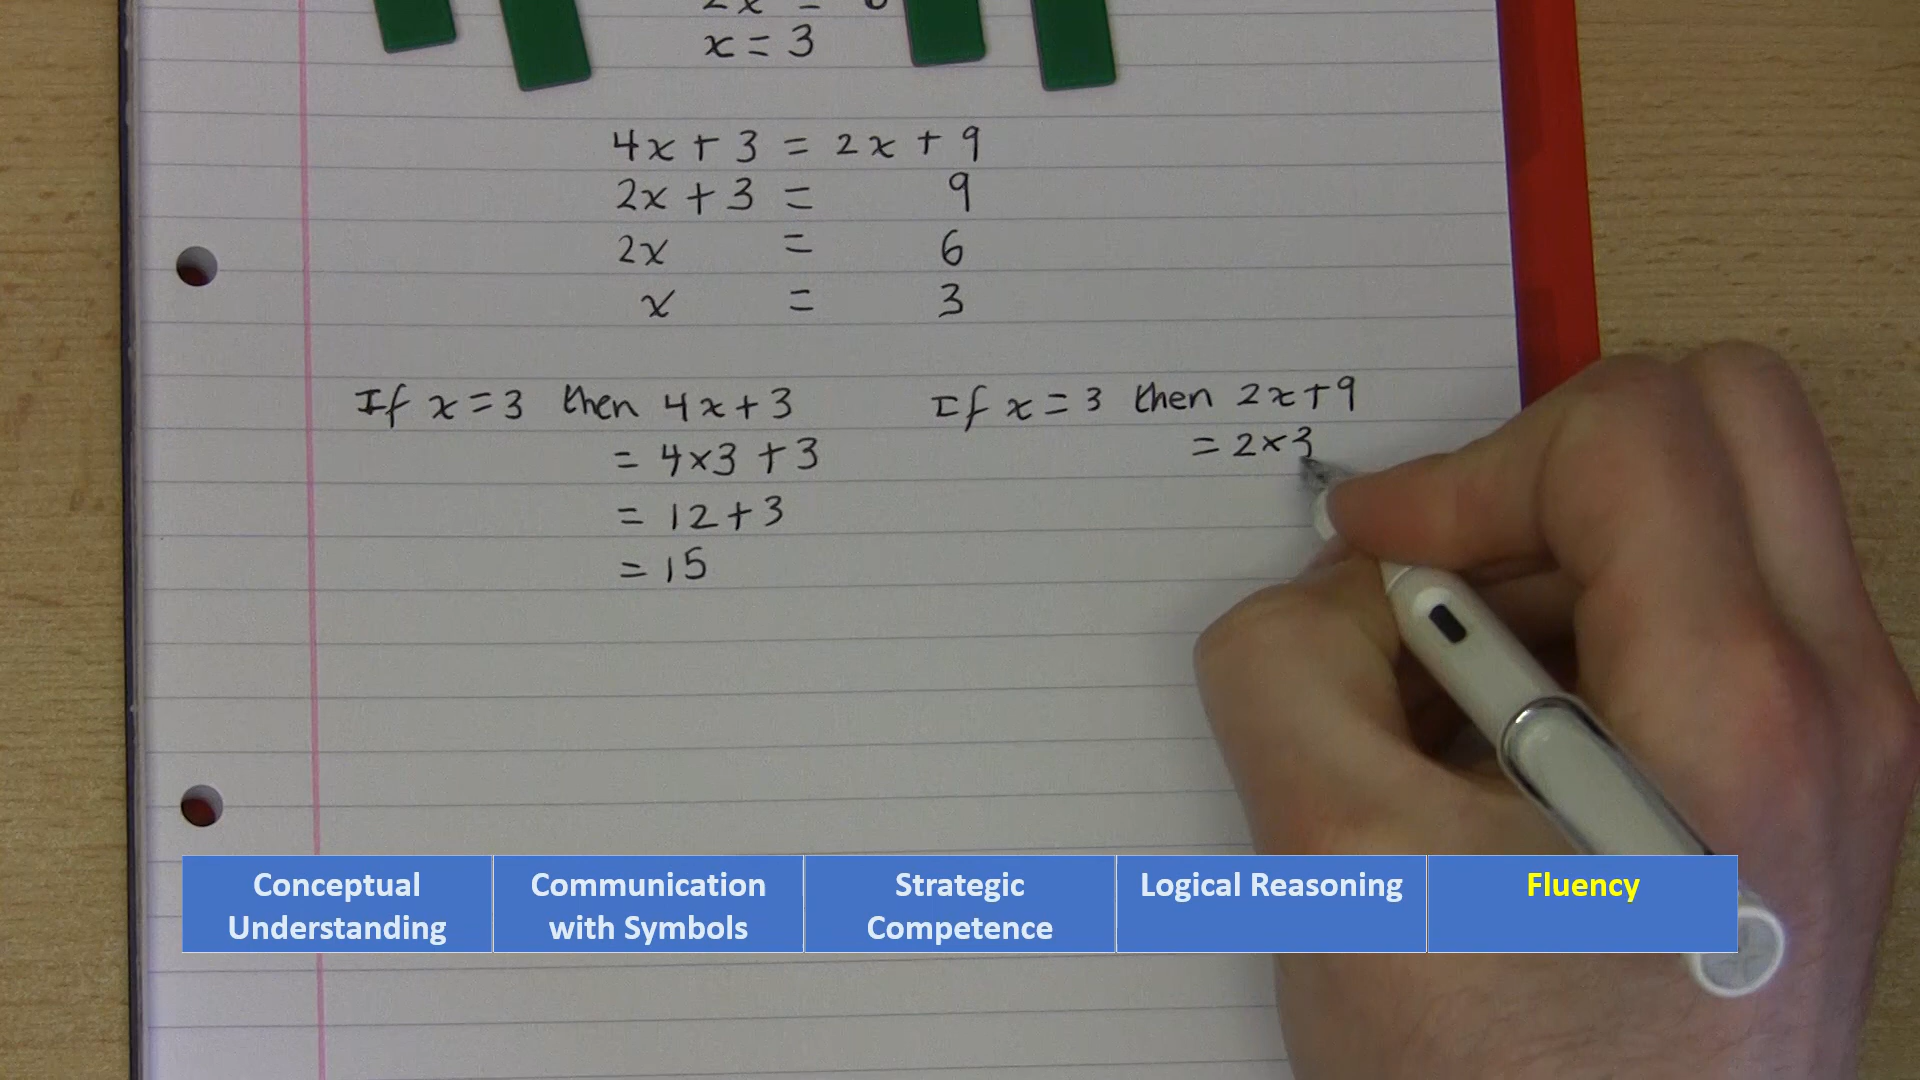 x = 3
4x + 3 = 2x + 9
2x + 3 = 9
2x = 6
x = 3
If x = 3 then 4x + 3
= 4×3 + 3
= 12 + 3
= 15
If x = 3 then 2x + 9
= 2×3
Conceptual
Understanding
Communication
with Symbols
Strategic
Competence
Logical Reasoning
Fluency